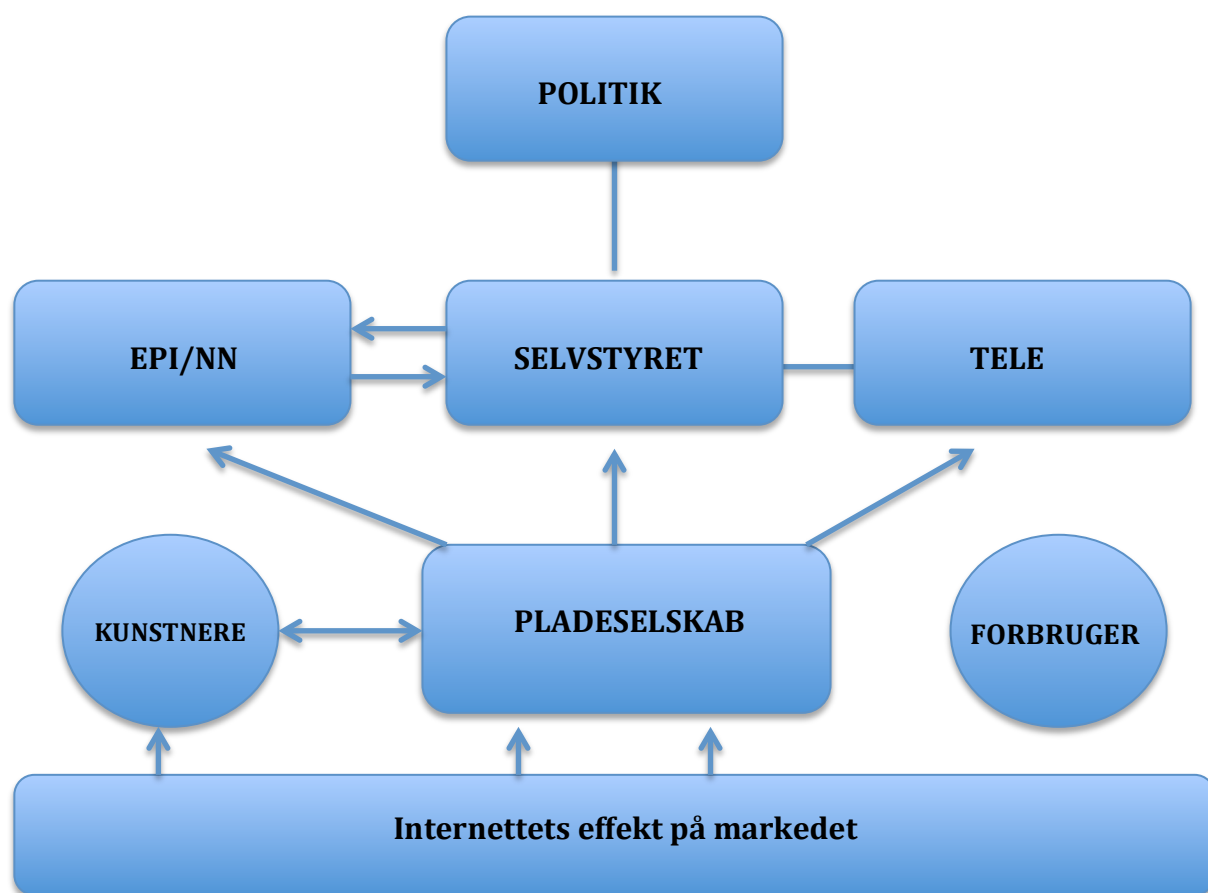 POLITIK
EPI/NN
SELVSTYRET
TELE
KUNSTNERE
PLADESELSKAB
FORBRUGER
Internettets effekt på markedet